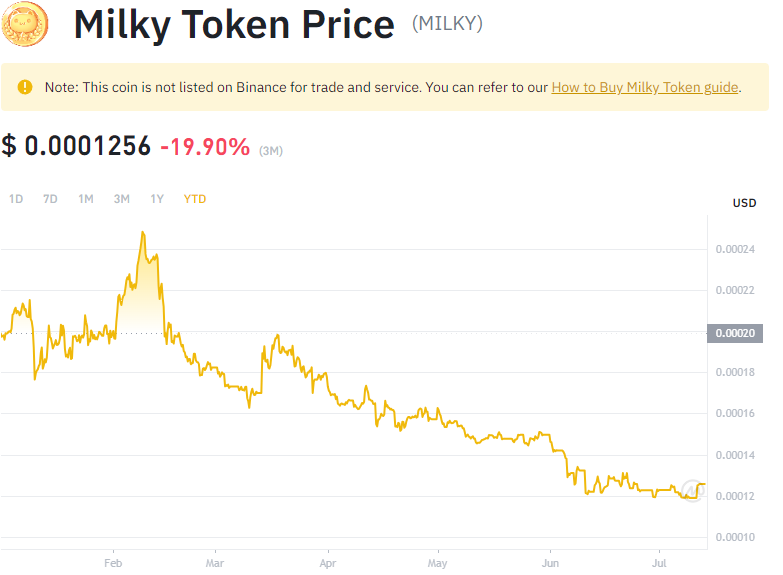 Milky Token Price (MILKY)
Note: This coin is not listed on Binance for trade and service. You can refer to our How to Buy Milky Token guide.
$ 0.0001256 -19.90% (3M)
1D 7D 1M 3M 1Y YTD
USD
0.00024
0.00022
0.00020
0.00018
0.00016
0.00014
0.00012
0.00010
Feb Mar Apr May Jun Jul